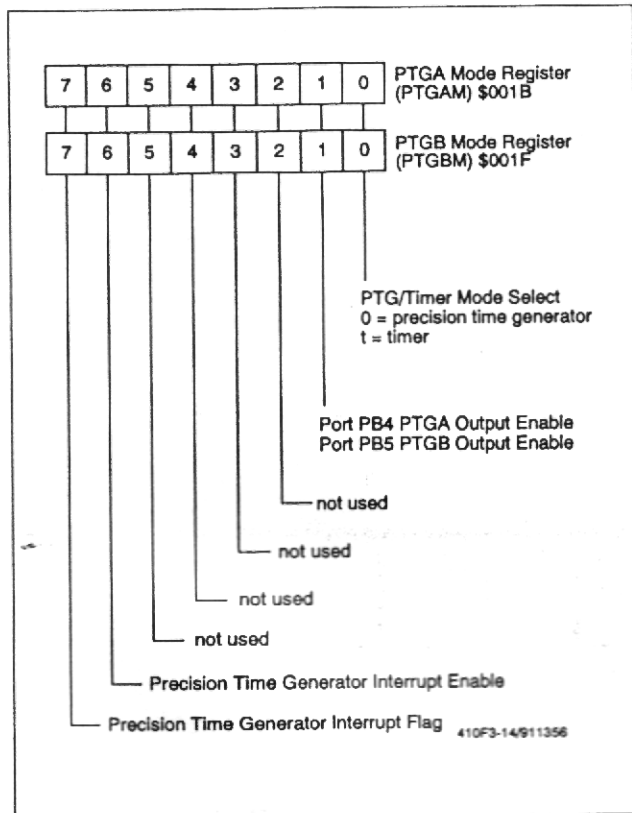 7 6 5 4 3 2 1 0
PTGA Mode Register
(PTGAM) $001B
7 6 5 4 3 2 1 0
PTGB Mode Register
(PTGBM) $001F
PTG/Timer Mode Select
0 = precision time generator
t = timer
Port PB4 PTGA Output Enable
Port PB5 PTGB Output Enable
not used
not used
not used
not used
Precision Time Generator Interrupt Enable
Precision Time Generator Interrupt Flag
410F3-14/911356